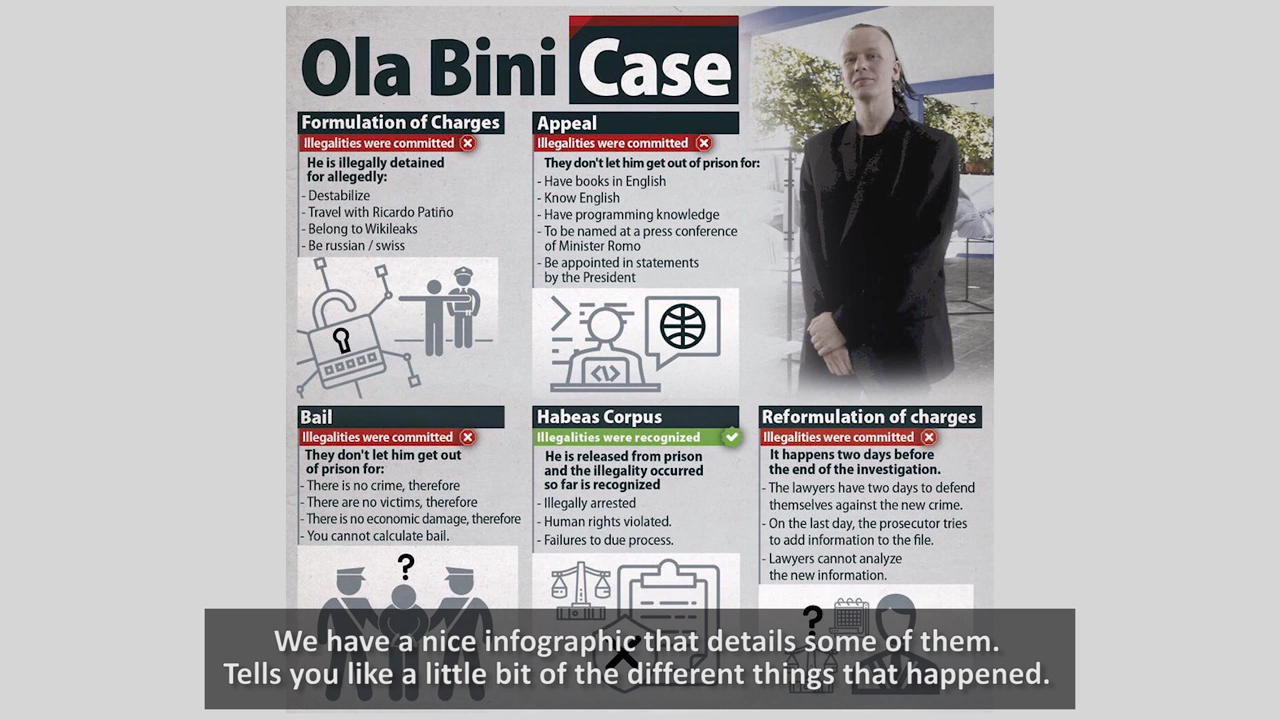 Ola Bini Case
Formulation of Charges
Illegalities were committed
He is illegally detained
for allegedly:
- Destabilize
- Travel with Ricardo Patiño
- Belong to Wikileaks
- Be russian / swiss
Appeal
Illegalities were committed
They don't let him get out of prison for:
- Have books in English
- Know English
- Have programming knowledge
- To be named at a press conference
of Minister Romo
- Be appointed in statements
by the President
Bail
Illegalities were committed
They don't let him get out
of prison for:
- There is no crime, therefore
- There are no victims, therefore
- There is no economic damage, therefore
- You cannot calculate bail.
?
Habeas Corpus
Illegalities were recognized
He is released from prison
and the illegality occurred
so far is recognized
- Illegally arrested
- Human rights violated.
- Failures to due process.
Reformulation of charges
Illegalities were committed
It happens two days before
the end of the investigation.
- The lawyers have two days to defend
themselves against the new crime.
- On the last day, the prosecutor tries
to add information to the file.
- Lawyers cannot analyze
the new information.
?
We have a nice infographic that details some of them.
Tells you like a little bit of the different things that happened.